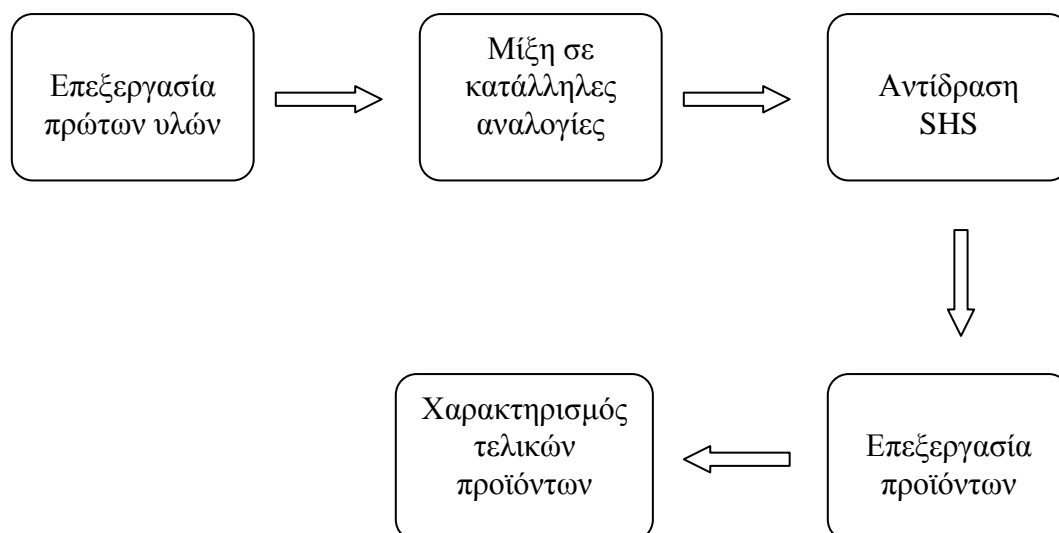 Επεξεργασία
πρώτων υλών
Μίξη σε
κατάλληλες
αναλογίες
Αντίδραση
SHS
Επεξεργασία
προϊόντων
Χαρακτηρισμός
τελικών
προϊόντων